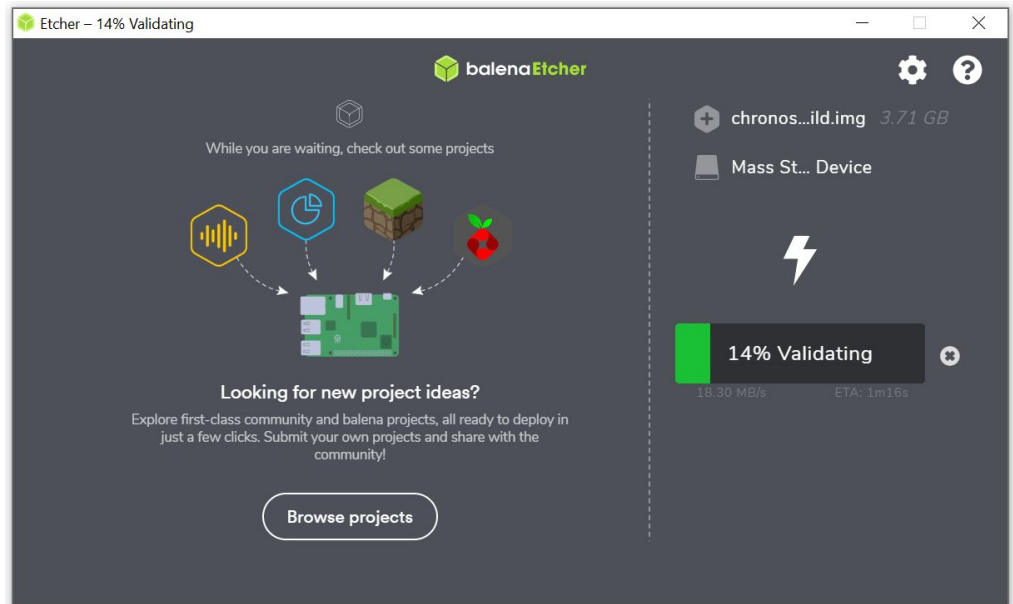 Etcher – 14% Validating
balenaEtcher
While you are waiting, check out some projects
Looking for new project ideas?
Explore first-class community and balena projects, all ready to deploy in
just a few clicks. Submit your own projects and share with the
community!
Browse projects
chronos...ild.img 3.71 GB
Mass St... Device
14% Validating
18.30 MB/s ETA: 1m16s